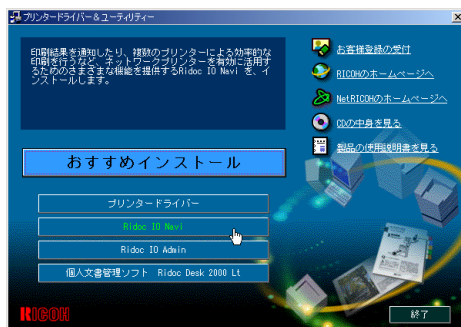 プリンタードライバー＆ユーティリティー
印刷結果を通知したり、複数のプリンターによる効率的な
印刷を行うなど、ネットワークプリンターを有効に活用す
るためのさまざまな機能を提供するRidoc IO Navi を、イ
ンストールします。
お客様登録の受付
RICOHのホームページへ
NetRICOHのホームページへ
CDの中身を見る
製品の使用説明書を見る
おすすめインストール
プリンタードライバー
Ridoc IO Navi
Ridoc IO Admin
個人文書管理ソフト Ridoc Desk 2000 Lt
RICOH
終了